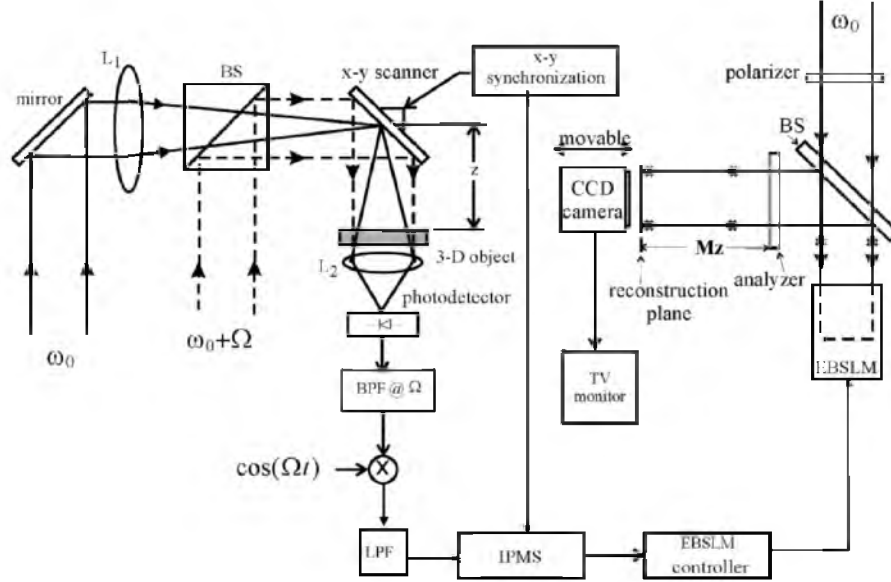 L1
BS
mirror
x-y scanner
x-y
synchronization
ω0
polarizer
BS
movable
CCD
camera
z
3-D object
L2
photodetector
Mz
analyzer
reconstruction
plane
ω0
ω0+Ω
BPF @ Ω
TV
monitor
EBSLM
cos(Ωt)
X
LPF
IPMS
EBSLM
controller